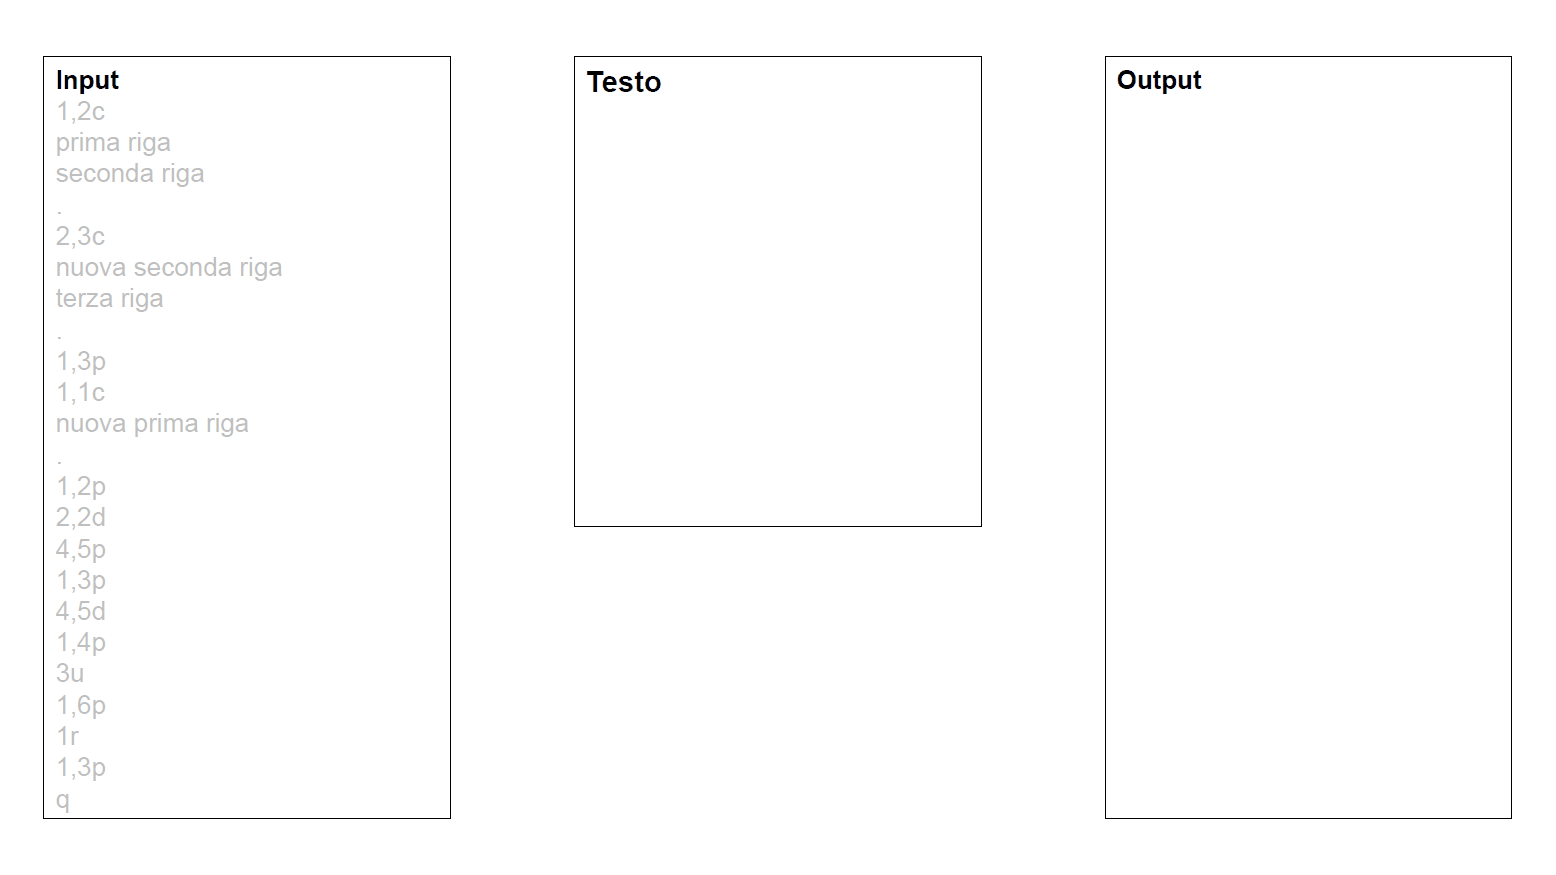 Input
1,2c
prima riga
seconda riga
.
2,3c
nuova seconda riga
terza riga
.
1,3p
1,1c
nuova prima riga
.
1,2p
2,2d
4,5p
1,3p
4,5d
1,4p
3u
1,6p
1r
1,3p
q
Testo
Output